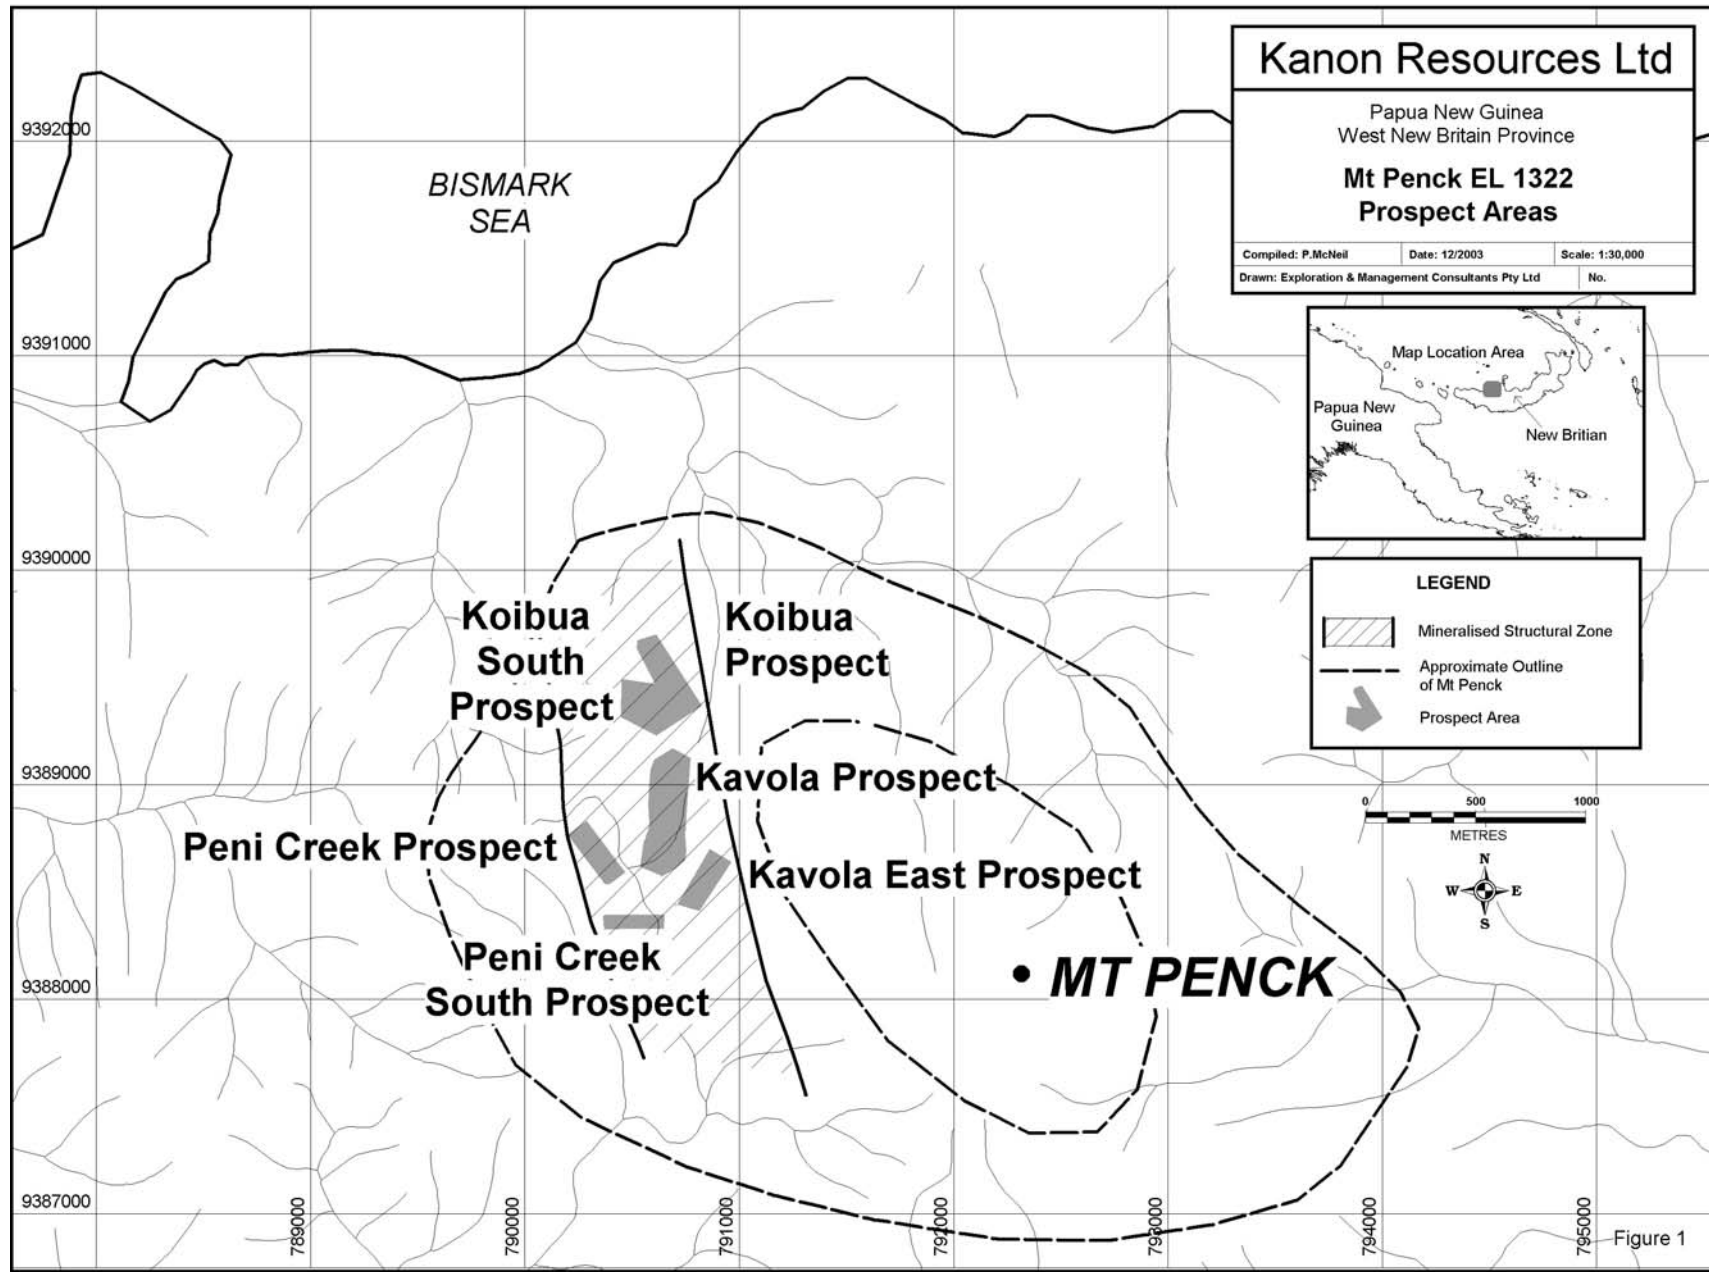 Kanon Resources Ltd
Papua New Guinea
West New Britain Province
Mt Penck EL 1322
Prospect Areas
Compiled: P.McNeil
Date: 12/2003
Scale: 1:30,000
Drawn: Exploration & Management Consultants Pty Ltd
No.
Map Location Area
Papua New
Guinea
New Britian
LEGEND
Mineralised Structural Zone
Approximate Outline
of Mt Penck
Prospect Area
0
500
1000
METRES
N
W
E
S
BISMARK
SEA
9392000
9391000
9390000
9389000
9388000
9387000
Koibua
South
Prospect
Koibua
Prospect
Kavola Prospect
Peni Creek Prospect
Kavola East Prospect
Peni Creek
South Prospect
MT PENCK
789000
790000
791000
792000
793000
794000
795000
Figure 1